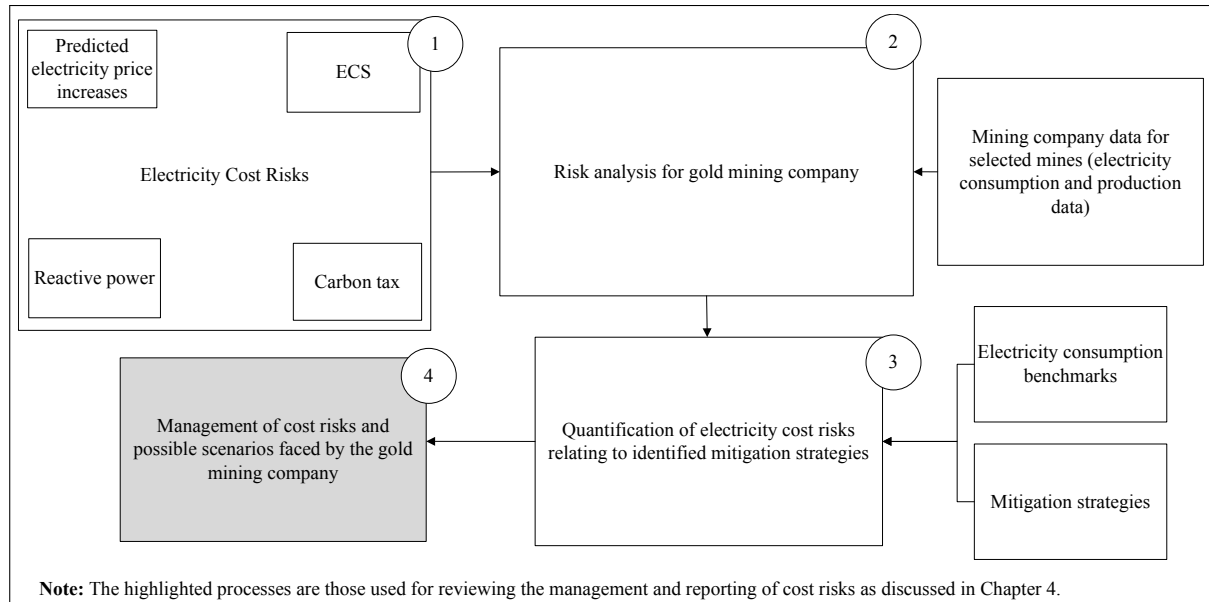 Predicted
electricity price
increases
ECS
1
Electricity Cost Risks
Reactive power
Carbon tax
2
Risk analysis for gold mining company
Mining company data for
selected mines (electricity
consumption and production
data)
3
Quantification of electricity cost risks
relating to identified mitigation strategies
Electricity consumption
benchmarks
Mitigation strategies
4
Management of cost risks and
possible scenarios faced by the gold
mining company
Note: The highlighted processes are those used for reviewing the management and reporting of cost risks as discussed in Chapter 4.